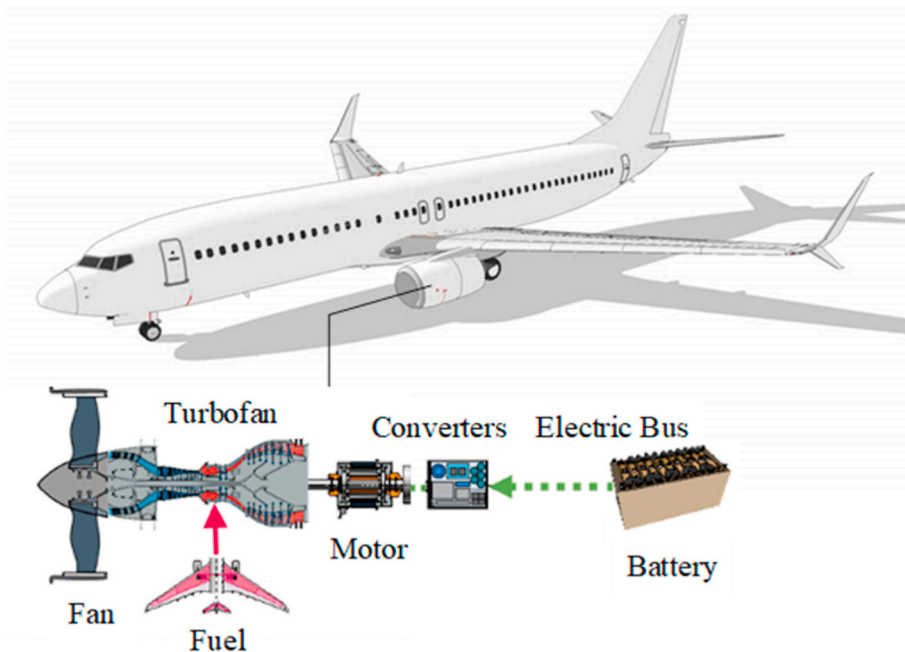 Turbofan
Converters
Electric Bus
Motor
Battery
Fan
Fuel